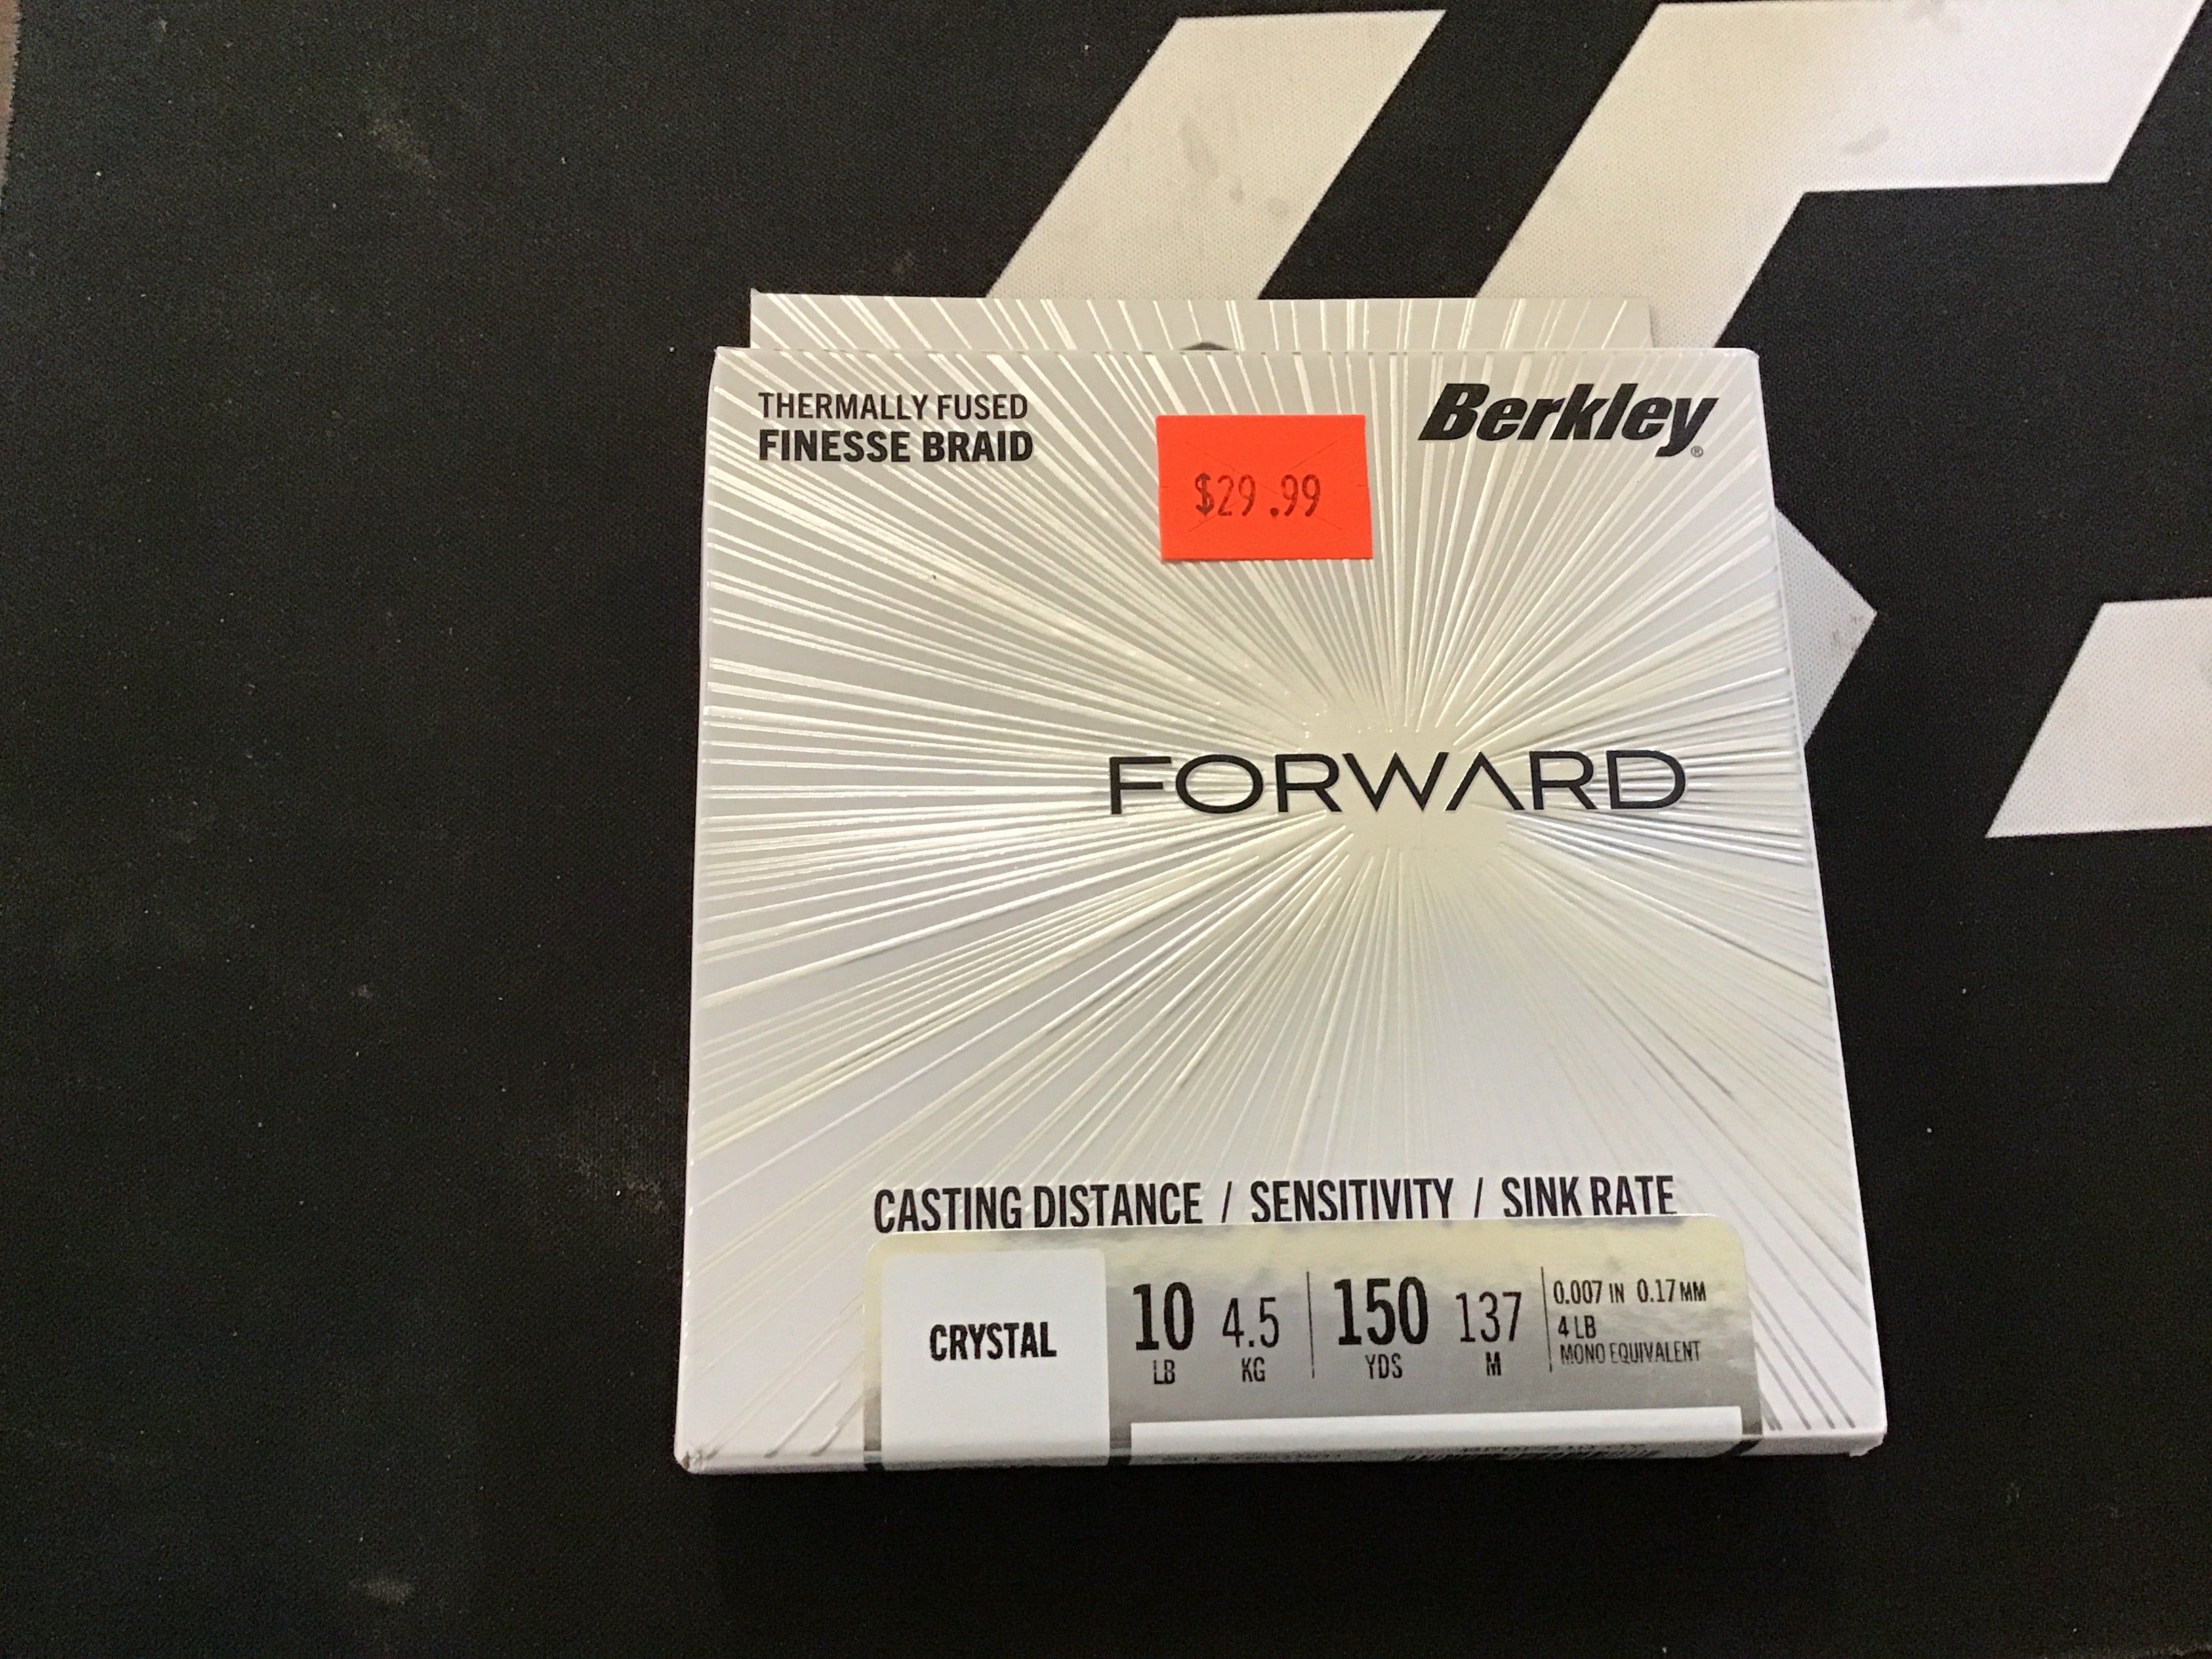 THERMALLY FUSED
FINESSE BRAID
Berkley®
$29.99
FORWARD
CASTING DISTANCE / SENSITIVITY / SINK RATE
CRYSTAL
10 4.5 150 137
LB KG YDS M
0.007 IN 0.17 MM
4 LB
MONO EQUIVALENT